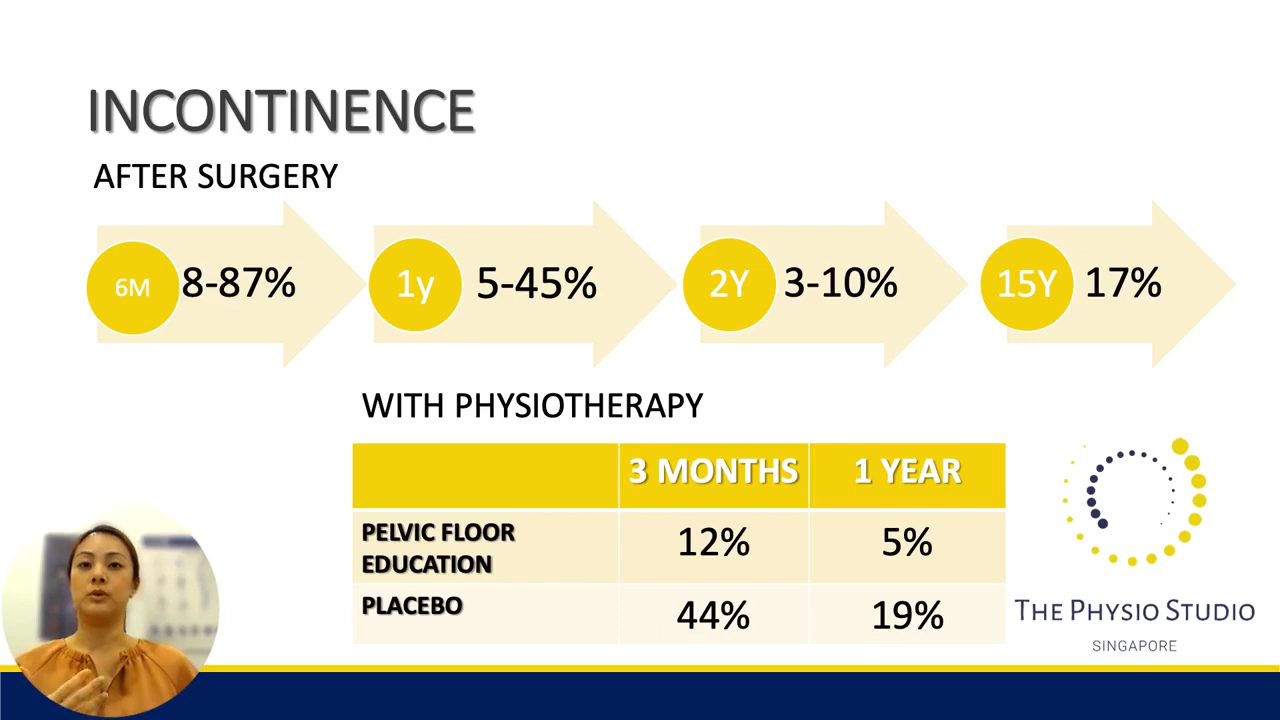 INCONTINENCE
AFTER SURGERY
6M 8-87% 1y 5-45% 2Y 3-10% 15Y 17%
WITH PHYSIOTHERAPY
3 MONTHS 1 YEAR
PELVIC FLOOR
EDUCATION 12% 5%
PLACEBO 44% 19%
THE PHYSIO STUDIO
SINGAPORE